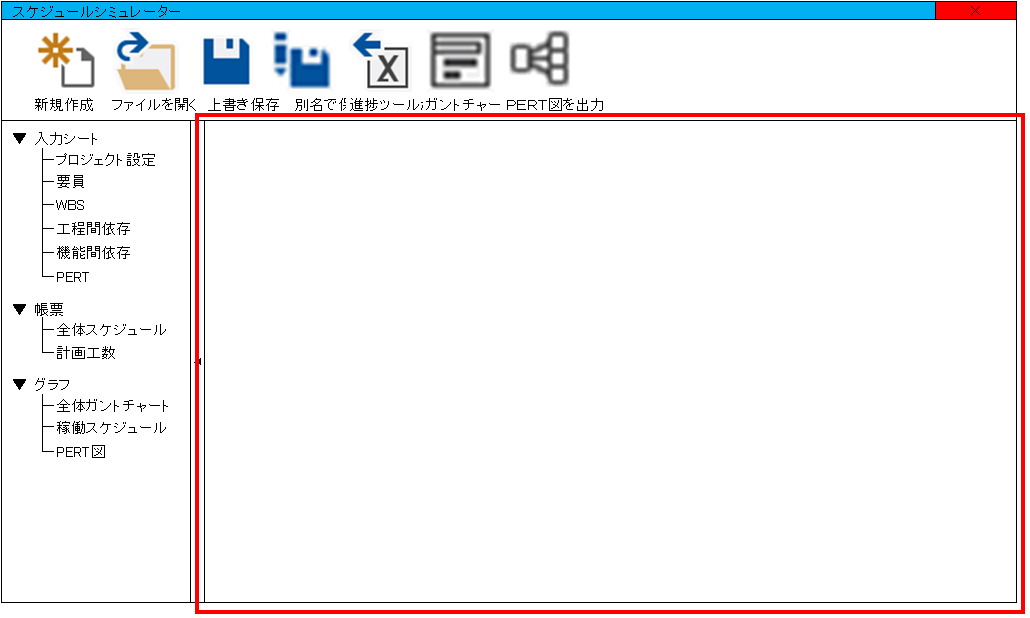 スケジュールシミュレーター
新規作成 ファイルを開く 上書き保存 別名で 進捗ツール ガントチャー PERT図を出力
▼ 入力シート
プロジェクト設定
要員
WBS
工程間依存
機能間依存
PERT
▼ 帳票
全体スケジュール
計画工数
▼ グラフ
全体ガントチャート
稼働スケジュール
PERT図